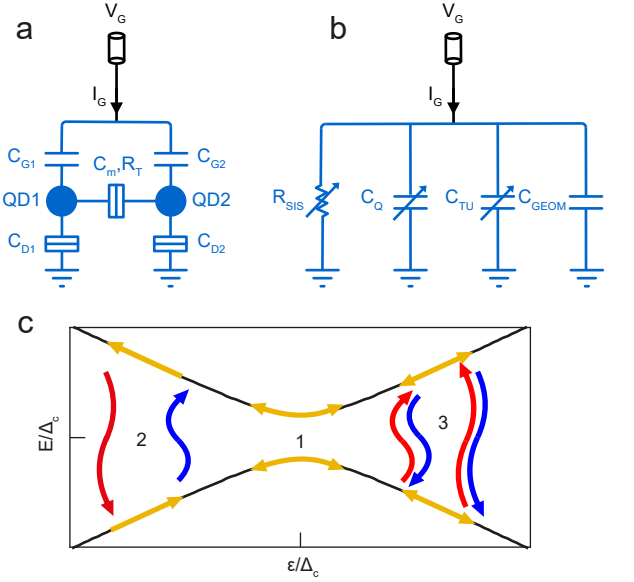 a
V_G
I_G
C_G1
C_G2
C_m,R_T
QD1
QD2
C_D1
C_D2
b
V_G
I_G
R_SIS
C_Q
C_TU
C_GEOM
c
E/Δ_c
2
1
3
ε/Δ_c